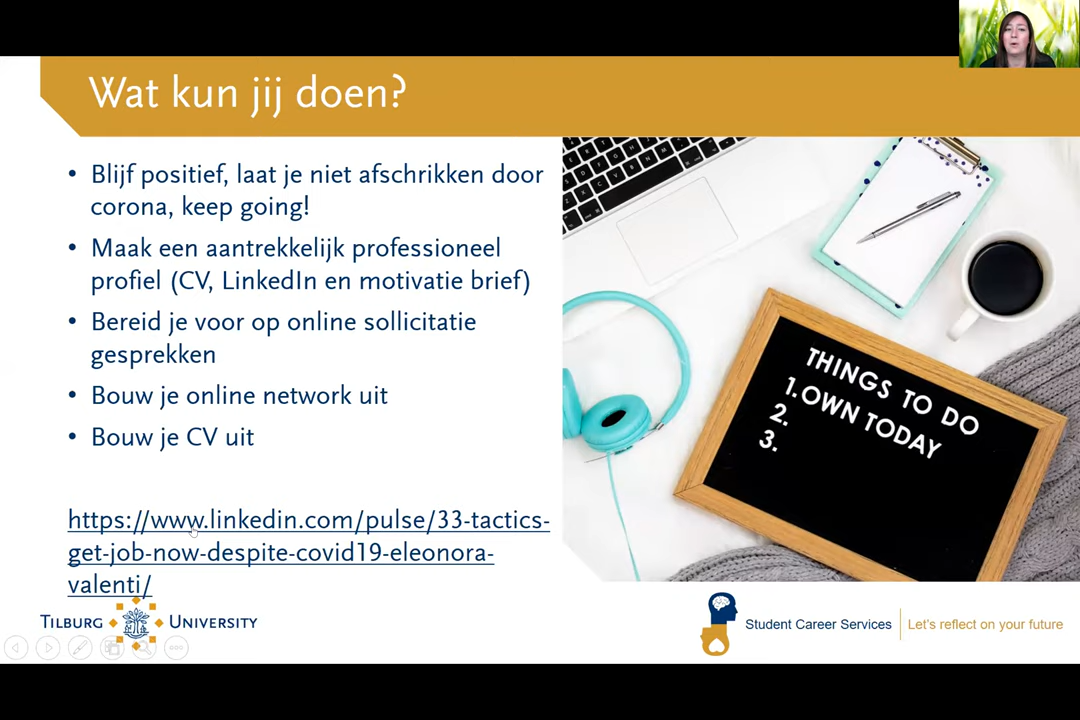 Wat kun jij doen?
• Blijf positief, laat je niet afschrikken door
corona, keep going!
• Maak een aantrekkelijk professioneel
profiel (CV, LinkedIn en motivatie brief)
• Bereid je voor op online sollicitatie
gesprekken
• Bouw je online network uit
• Bouw je CV uit
https://www.linkedin.com/pulse/33-tactics-
get-job-now-despite-covid19-eleonora-
valenti/
THINGS TO DO
1.OWN TODAY
2.
3.
TILBURG UNIVERSITY
Student Career Services
Let's reflect on your future